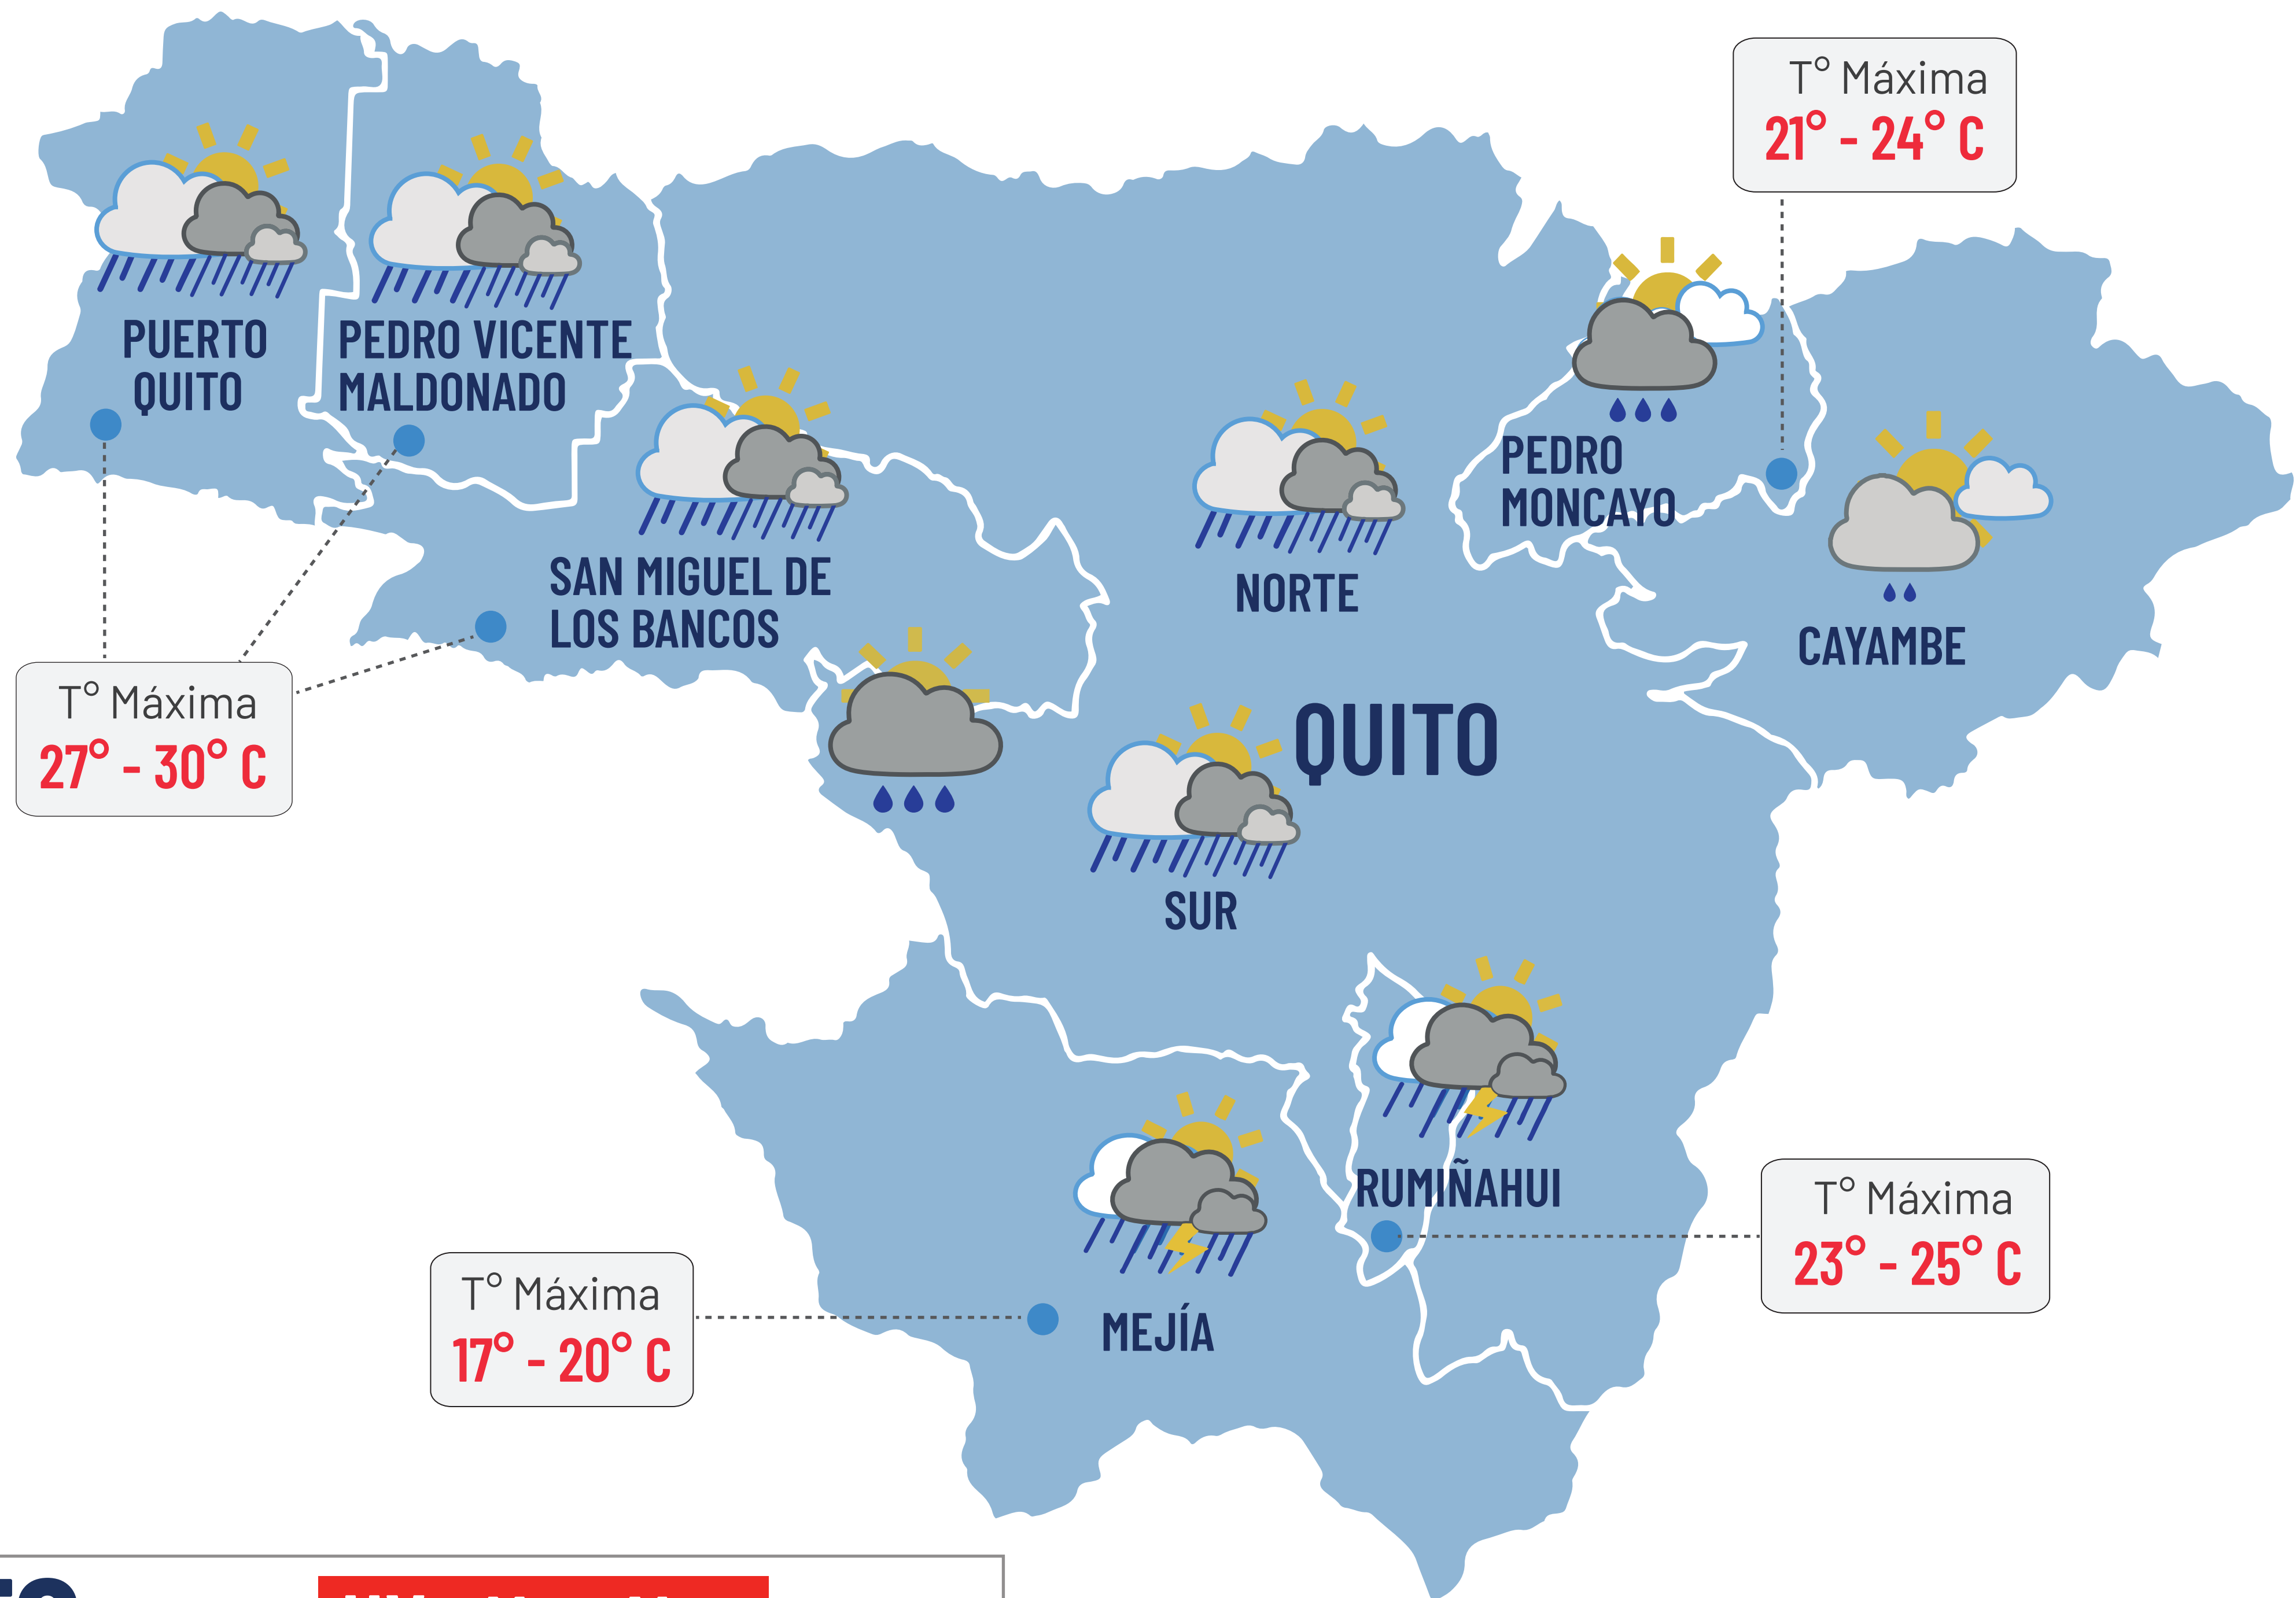 T° Máxima
21° - 24° C
PUERTO
QUITO
PEDRO VICENTE
MALDONADO
PEDRO
MONCAYO
SAN MIGUEL DE
LOS BANCOS
NORTE
CAYAMBE
T° Máxima
27° - 30° C
QUITO
SUR
RUMIÑAHUI
T° Máxima
23° - 25° C
MEJÍA
T° Máxima
17° - 20° C